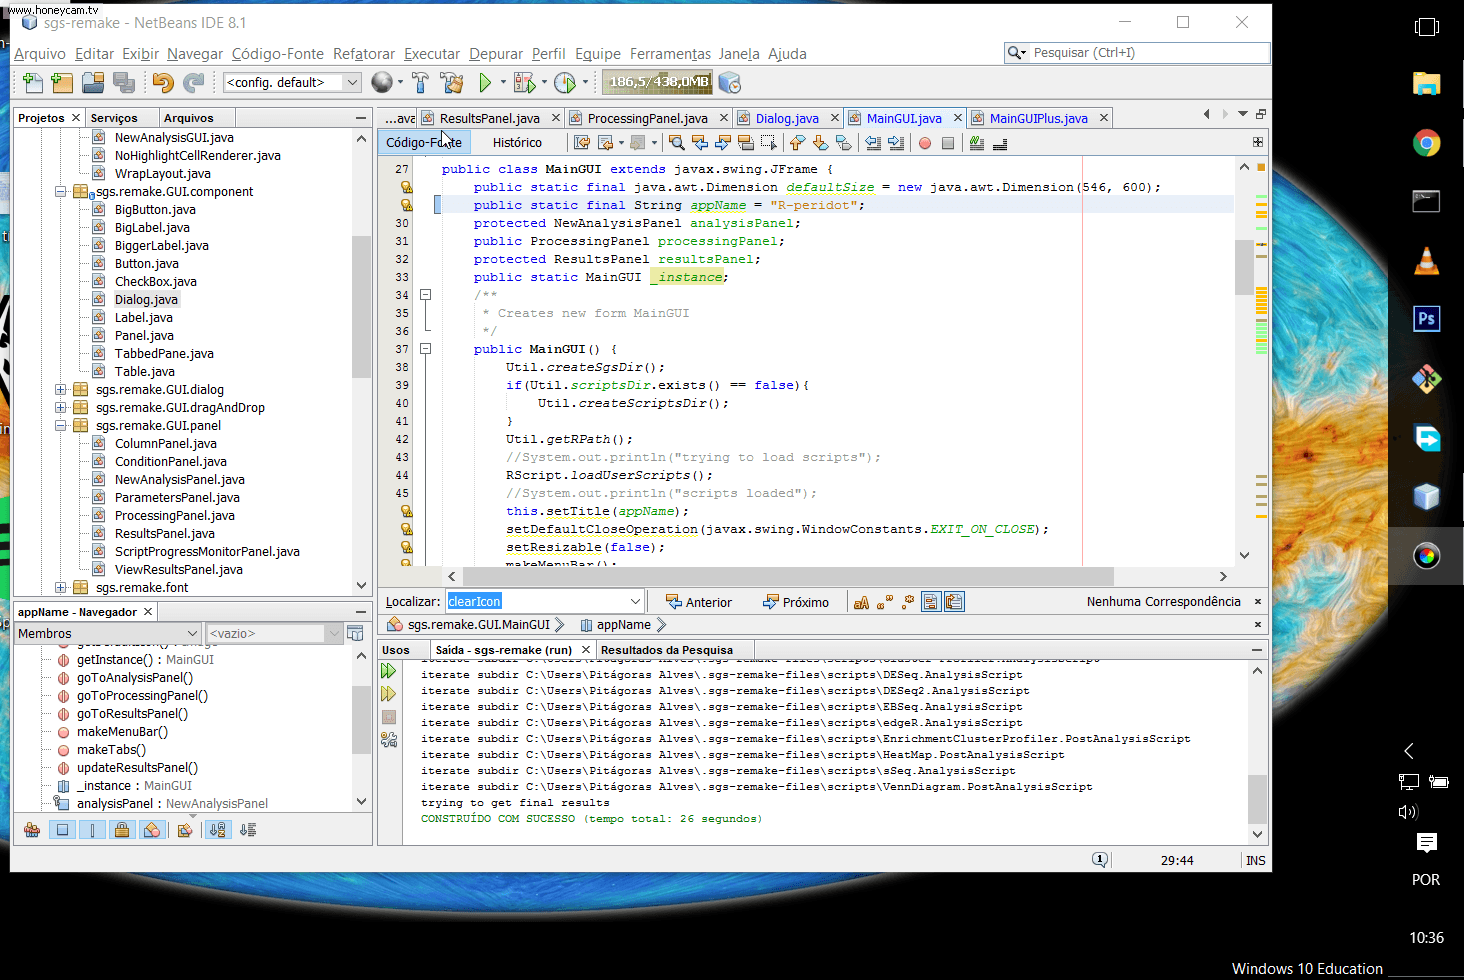 www.honeycam.tv
sgs-remake - NetBeans IDE 8.1
Arquivo Editar Exibir Navegar Código-Fonte Refatorar Executar Depurar Perfil Equipe Ferramentas Janela Ajuda
Pesquisar (Ctrl+I)
<config. default>
186,5/438,0MB
Projetos Serviços Arquivos
NewAnalysisGUI.java
NoHighlightCellRenderer.java
WrapLayout.java
sgs.remake.GUI.component
BigButton.java
BigLabel.java
BiggerLabel.java
Button.java
CheckBox.java
Dialog.java
Label.java
Panel.java
TabbedPane.java
Table.java
sgs.remake.GUI.dialog
sgs.remake.GUI.dragAndDrop
sgs.remake.GUI.panel
ColumnPanel.java
ConditionPanel.java
NewAnalysisPanel.java
ParametersPanel.java
ProcessingPanel.java
ResultsPanel.java
ScriptProgressMonitorPanel.java
ViewResultsPanel.java
sgs.remake.font
appName - Navegador
Membros
<vazio>
getInstance() : MainGUI
goToAnalysisPanel()
goToProcessingPanel()
goToResultsPanel()
makeMenuBar()
makeTabs()
updateResultsPanel()
_instance : MainGUI
analysisPanel : NewAnalysisPanel
...ava ResultsPanel.java ProcessingPanel.java Dialog.java MainGUI.java MainGUIPlus.java
Código-Fonte Histórico
27 public class MainGUI extends javax.swing.JFrame {
public static final java.awt.Dimension defaultSize = new java.awt.Dimension(546, 600);
public static final String appName = "R-peridot";
30 protected NewAnalysisPanel analysisPanel;
31 public ProcessingPanel processingPanel;
32 protected ResultsPanel resultsPanel;
33 public static MainGUI _instance;
34 /**
35 * Creates new form MainGUI
36 */
37 public MainGUI() {
38 Util.createSgsDir();
39 if(Util.scriptsDir.exists() == false){
40 Util.createScriptsDir();
41 }
42 Util.getRPath();
43 //System.out.println("trying to load scripts");
44 RScript.loadUserScripts();
45 //System.out.println("scripts loaded");
this.setTitle(appName);
setDefaultCloseOperation(javax.swing.WindowConstants.EXIT_ON_CLOSE);
setResizable(false);
makeMenuBar();
Localizar: clearIcon Anterior Próximo Nenhuma Correspondência
sgs.remake.GUI.MainGUI appName
Usos Saída - sgs-remake (run) Resultados da Pesquisa
iterate subdir C:\Users\Pitágoras Alves\.sgs-remake-files\scripts\Cluster-Profiler.AnalysisScript
iterate subdir C:\Users\Pitágoras Alves\.sgs-remake-files\scripts\DESeq.AnalysisScript
iterate subdir C:\Users\Pitágoras Alves\.sgs-remake-files\scripts\DESeq2.AnalysisScript
iterate subdir C:\Users\Pitágoras Alves\.sgs-remake-files\scripts\EBSeq.AnalysisScript
iterate subdir C:\Users\Pitágoras Alves\.sgs-remake-files\scripts\edgeR.AnalysisScript
iterate subdir C:\Users\Pitágoras Alves\.sgs-remake-files\scripts\EnrichmentClusterProfiler.PostAnalysisScript
iterate subdir C:\Users\Pitágoras Alves\.sgs-remake-files\scripts\HeatMap.PostAnalysisScript
iterate subdir C:\Users\Pitágoras Alves\.sgs-remake-files\scripts\sSeq.AnalysisScript
iterate subdir C:\Users\Pitágoras Alves\.sgs-remake-files\scripts\VennDiagram.PostAnalysisScript
trying to get final results
CONSTRUÍDO COM SUCESSO (tempo total: 26 segundos)
1 29:44 INS
Ps
POR
10:36
Windows 10 Education